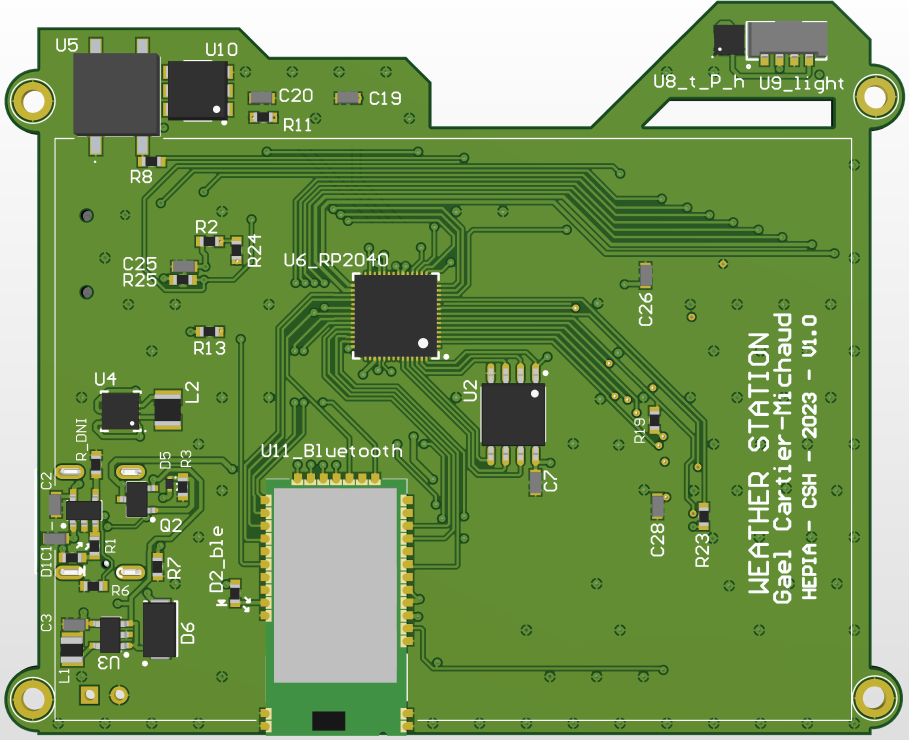 U5
U10
U8_t_P_h
U9_light
C20
C19
R11
R8
R2
R24
U6_RP2040
C25
R25
C26
R13
U4
L2
U2
R_DNI
R19
U11_Bluetooth
D5
R3
C2
C7
Q2
C28
R23
D1
C1
R1
R7
D2_ble
R6
C3
U3
D6
L1
WEATHER STATION
Gael Cartier-Michaud
HEPIA - CSH - 2023 - V1.0